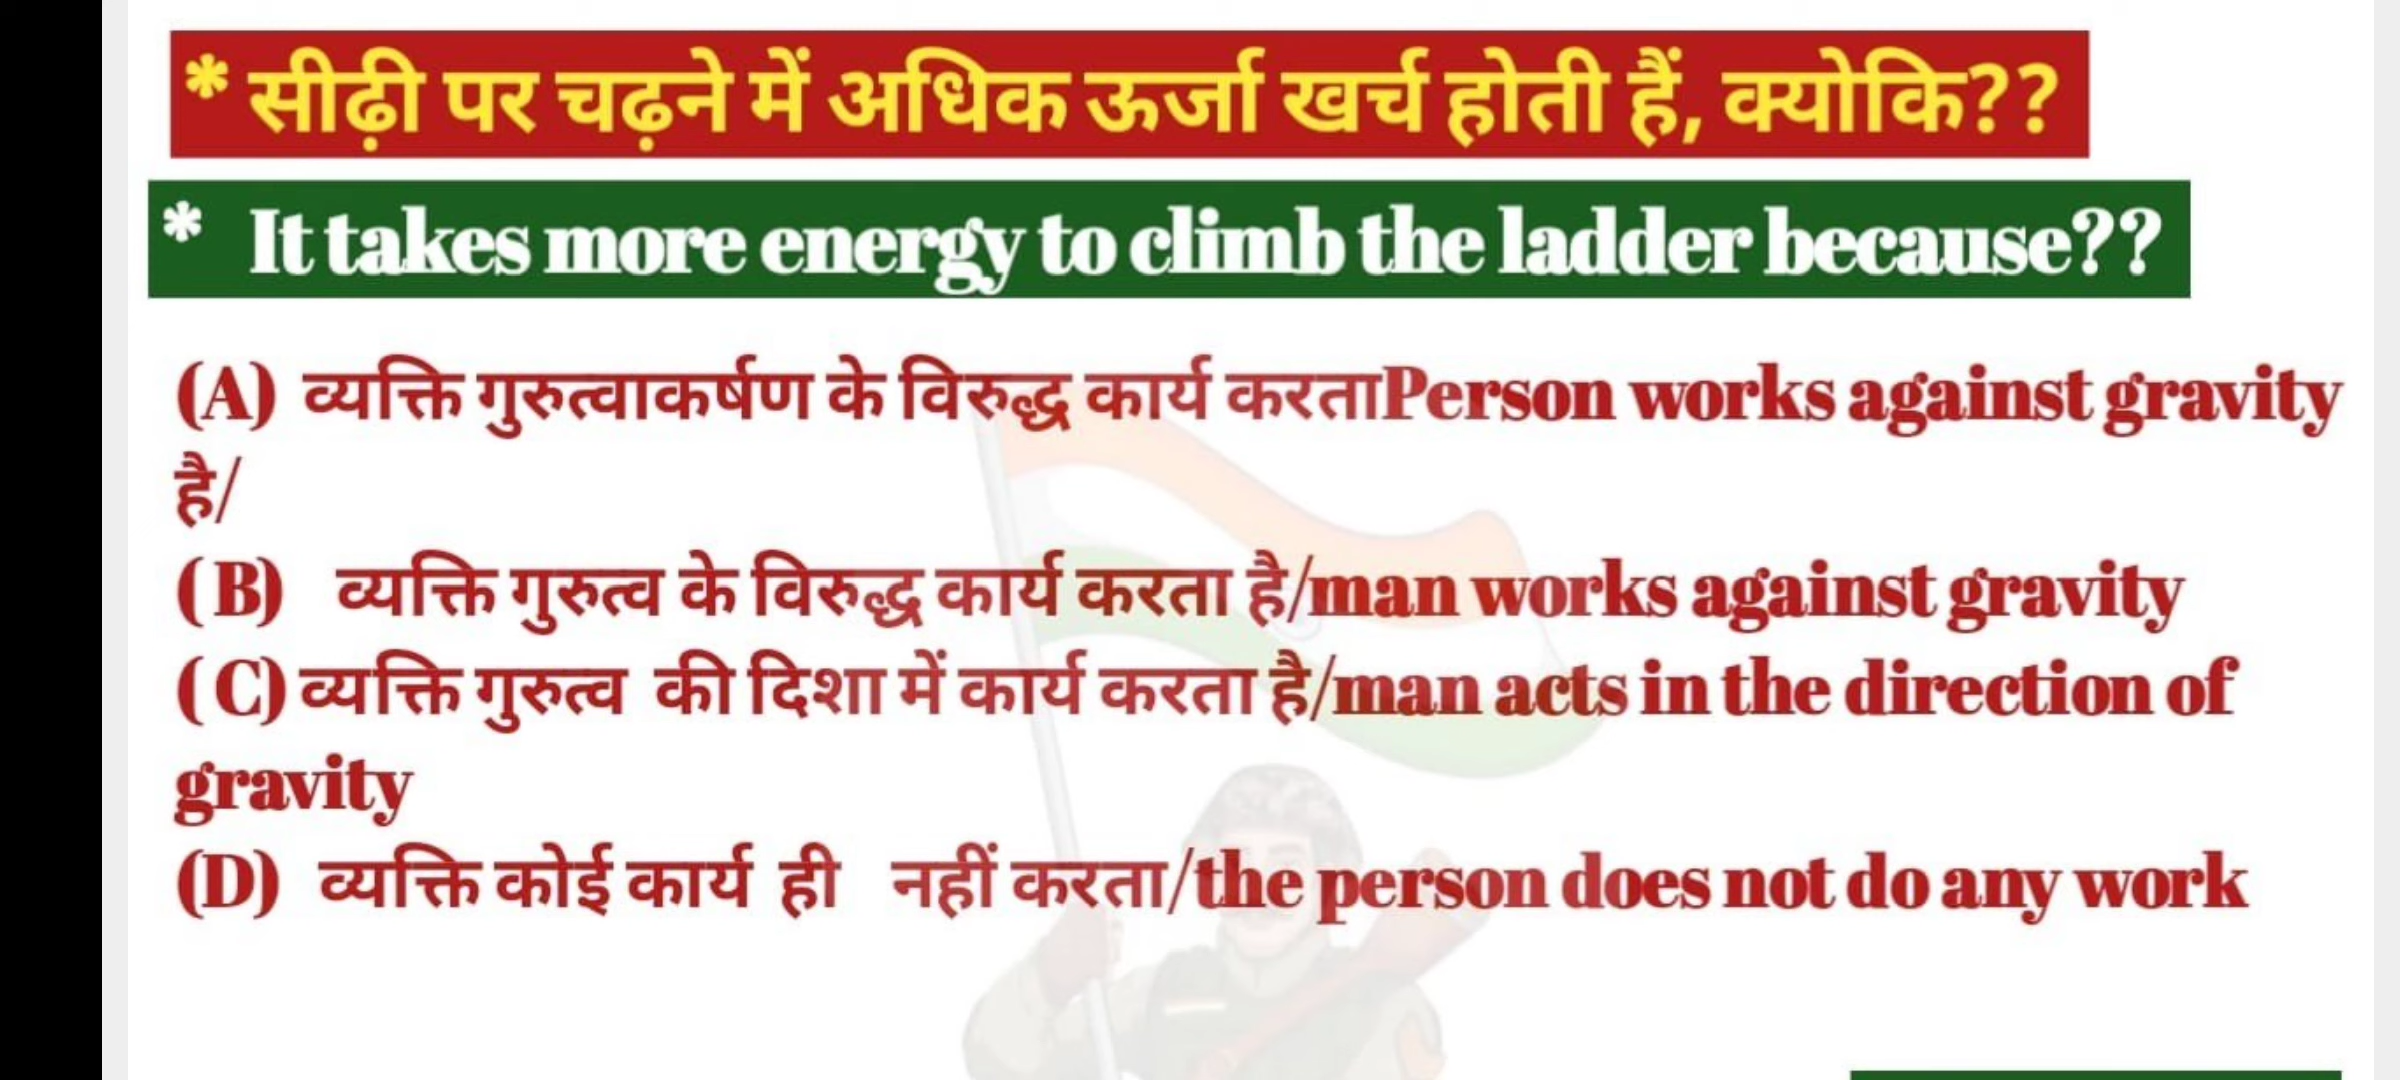 * सीढ़ी पर चढ़ने में अधिक ऊर्जा खर्च होती हैं, क्योकि??
* It takes more energy to climb the ladder because??
(A) व्यक्ति गुरुत्वाकर्षण के विरुद्ध कार्य करताPerson works against gravity
है/
( B) व्यक्ति गुरुत्व के विरुद्ध कार्य करता है/man works against gravity
( C) व्यक्ति गुरुत्व की दिशा में कार्य करता है/man acts in the direction of
gravity
(D) व्यक्ति कोई कार्य ही नहीं करता/the person does not do any work